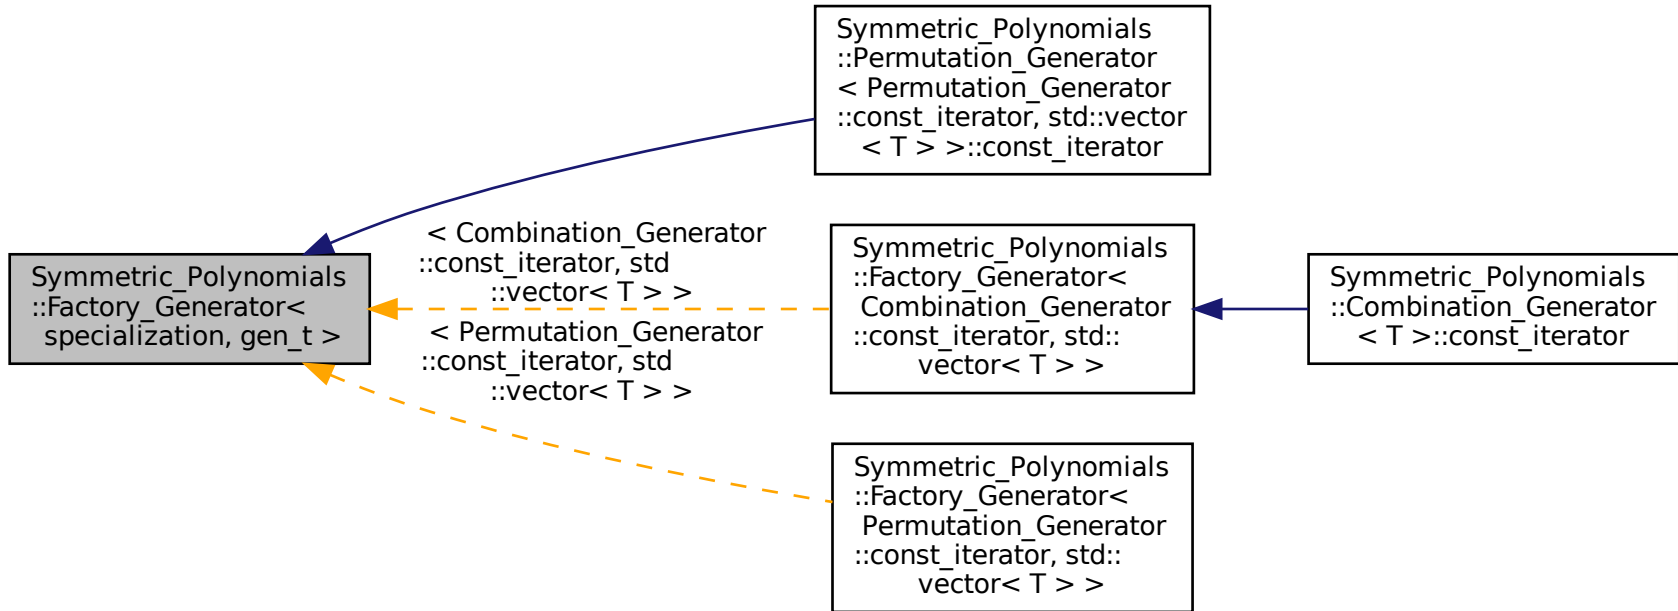 Symmetric_Polynomials
::Permutation_Generator
< Permutation_Generator
::const_iterator, std::vector
< T > >::const_iterator
< Combination_Generator
::const_iterator, std
::vector< T > >
Symmetric_Polynomials
::Factory_Generator<
specialization, gen_t >
Symmetric_Polynomials
::Factory_Generator<
Combination_Generator
::const_iterator, std::
vector< T > >
Symmetric_Polynomials
::Combination_Generator
< T >::const_iterator
< Permutation_Generator
::const_iterator, std
::vector< T > >
Symmetric_Polynomials
::Factory_Generator<
Permutation_Generator
::const_iterator, std::
vector< T > >